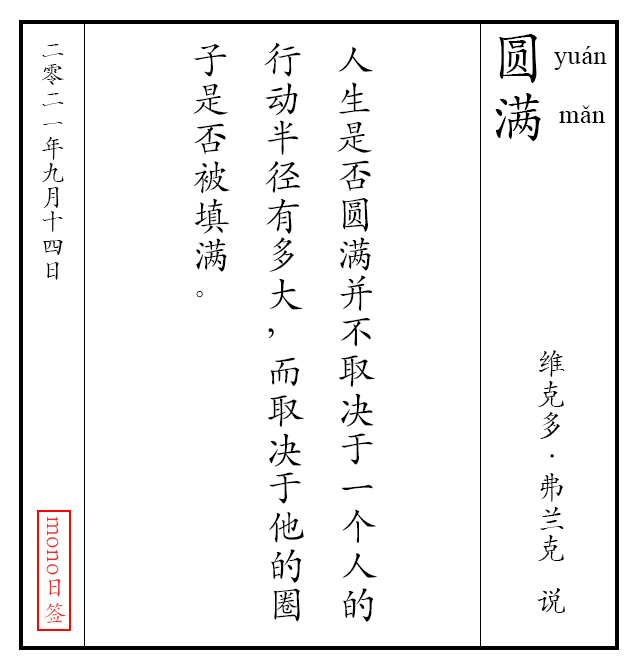 圆满
yuán
mǎn
维克多·弗兰克 说
人生是否圆满并不取决于一个人的
行动半径有多大，而取决于他的圈
子是否被填满。
二零二一年九月十四日
mono日签